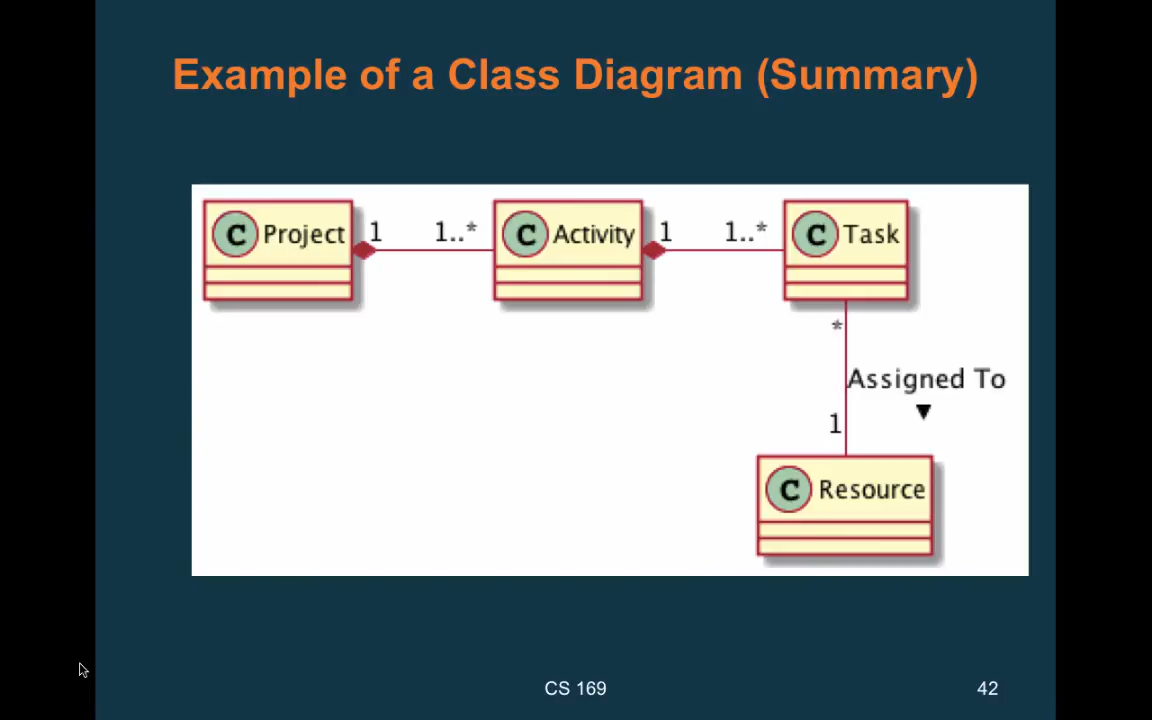 Example of a Class Diagram (Summary)
C Project 1 1..* C Activity 1 1..* C Task
*
Assigned To
▼
1
C Resource
CS 169 42